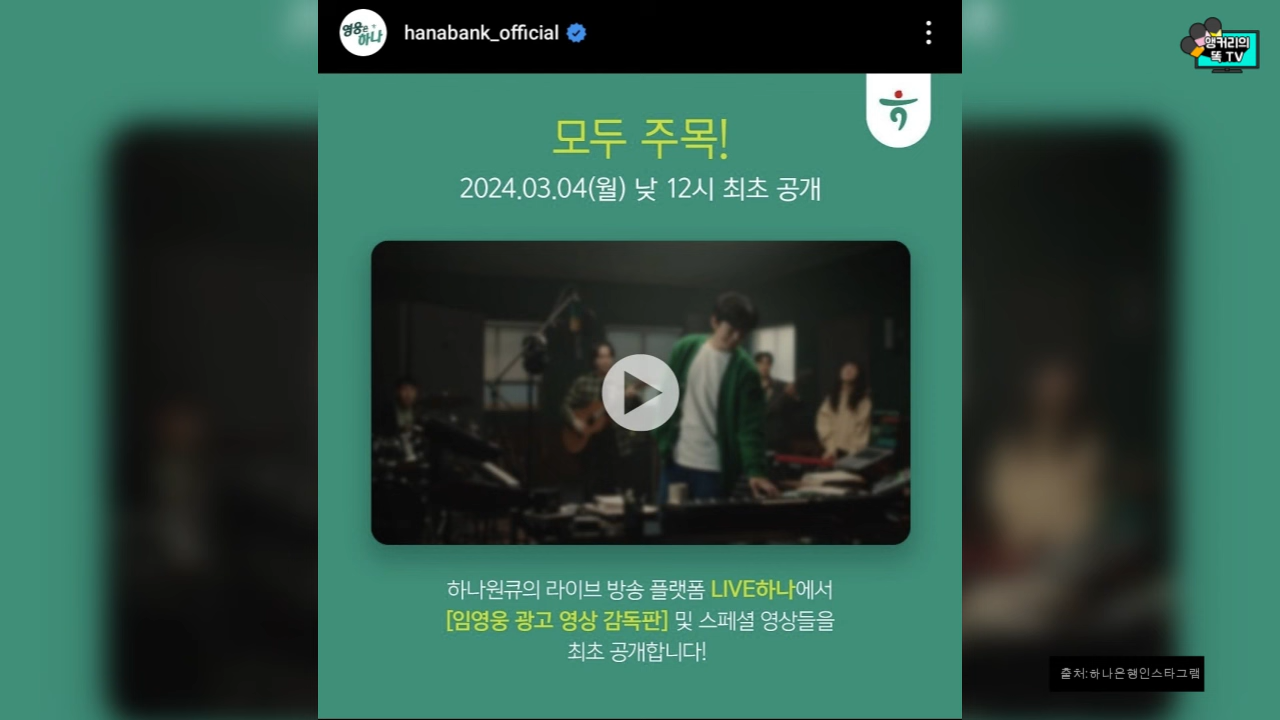 영웅은
하나
hanabank_official
앵커리의
똑 TV
모두 주목!
2024.03.04(월) 낮 12시 최초 공개
하나원큐의 라이브 방송 플랫폼 LIVE하나에서
[임영웅 광고 영상 감독판] 및 스페셜 영상들을
최초 공개합니다!
출처:하나은행인스타그램